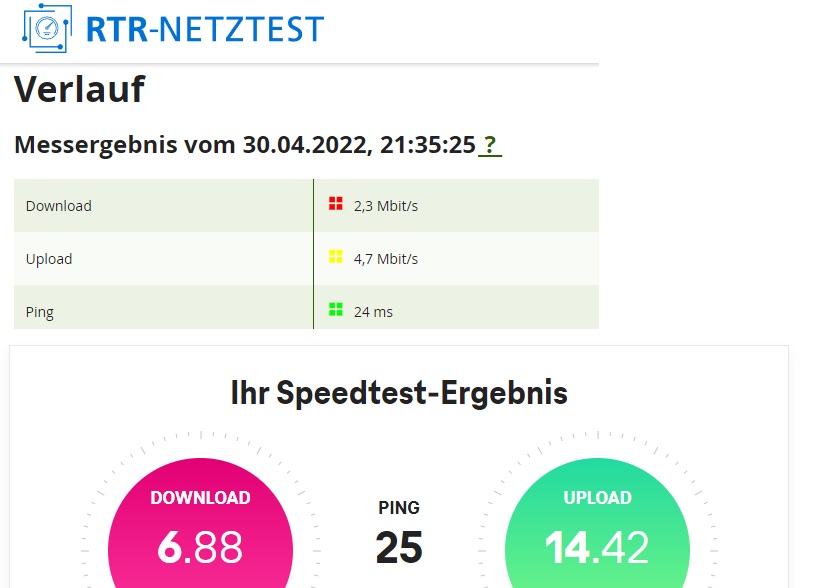 RTR-NETZTEST
Verlauf
Messergebnis vom 30.04.2022, 21:35:25 ?
Download 2,3 Mbit/s
Upload 4,7 Mbit/s
Ping 24 ms
Ihr Speedtest-Ergebnis
DOWNLOAD
6.88
PING
25
UPLOAD
14.42